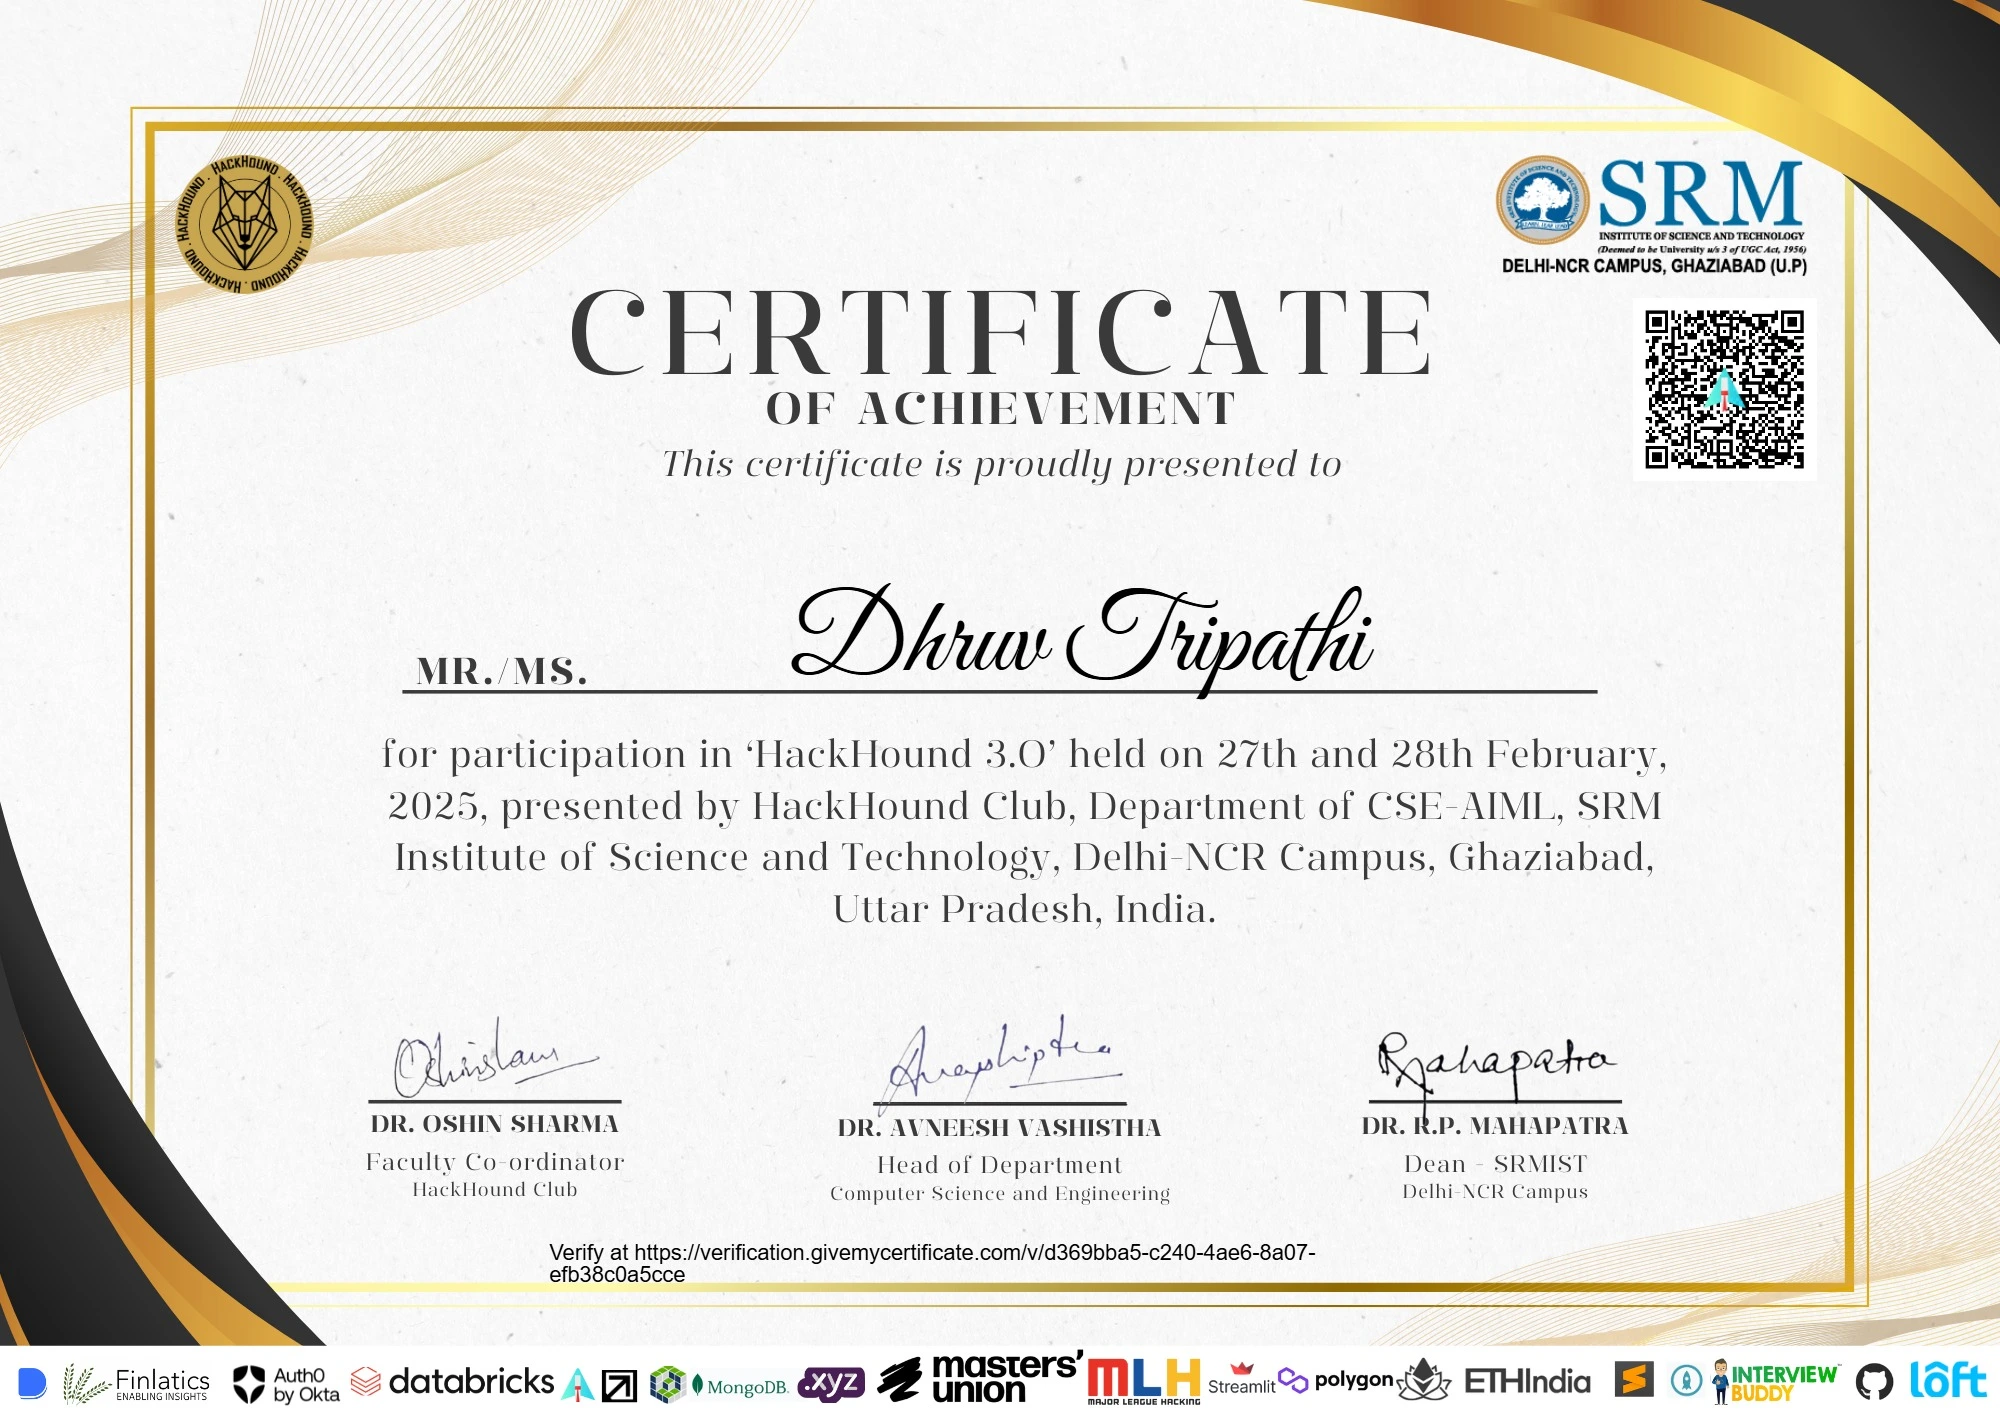 HACKHOUND . HACKHOUND . HACKHOUND . HACKHOUND .
SRM
INSTITUTE OF SCIENCE AND TECHNOLOGY
(Deemed to be University u/s 3 of UGC Act, 1956)
DELHI-NCR CAMPUS, GHAZIABAD (U.P)
CERTIFICATE
OF ACHIEVEMENT
This certificate is proudly presented to
MR./MS. Dhruv Tripathi
for participation in ‘HackHound 3.O’ held on 27th and 28th February,
2025, presented by HackHound Club, Department of CSE-AIML, SRM
Institute of Science and Technology, Delhi-NCR Campus, Ghaziabad,
Uttar Pradesh, India.
DR. OSHIN SHARMA
Faculty Co-ordinator
HackHound Club
DR. AVNEESH VASHISTHA
Head of Department
Computer Science and Engineering
RMahapatra
DR. R.P. MAHAPATRA
Dean - SRMIST
Delhi-NCR Campus
Verify at https://verification.givemycertificate.com/v/d369bba5-c240-4ae6-8a07-
efb38c0a5cce
Finlatics
ENABLING INSIGHTS
Auth0
by Okta
databricks
MongoDB.
.xyz
masters'
union
MLH
MAJOR LEAGUE HACKING
Streamlit
polygon
ETHIndia
INTERVIEW
BUDDY
lôft